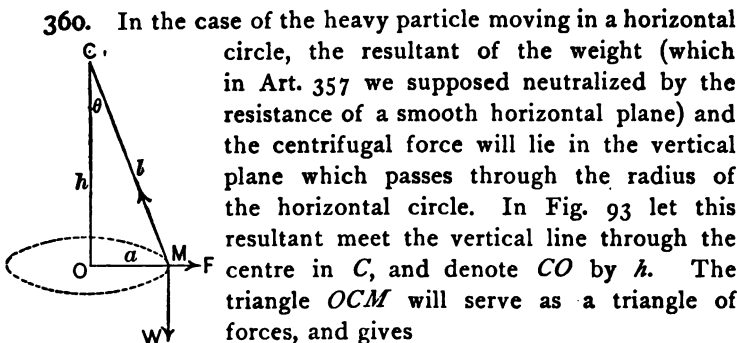 360. In the case of the heavy particle moving in a horizontal
C
circle, the resultant of the weight (which
in Art. 357 we supposed neutralized by the
θ
resistance of a smooth horizontal plane) and
the centrifugal force will lie in the vertical
h
l
plane which passes through the radius of
the horizontal circle. In Fig. 93 let this
resultant meet the vertical line through the
O
a
M
F
centre in C, and denote CO by h. The
triangle OCM will serve as a triangle of
W
forces, and gives